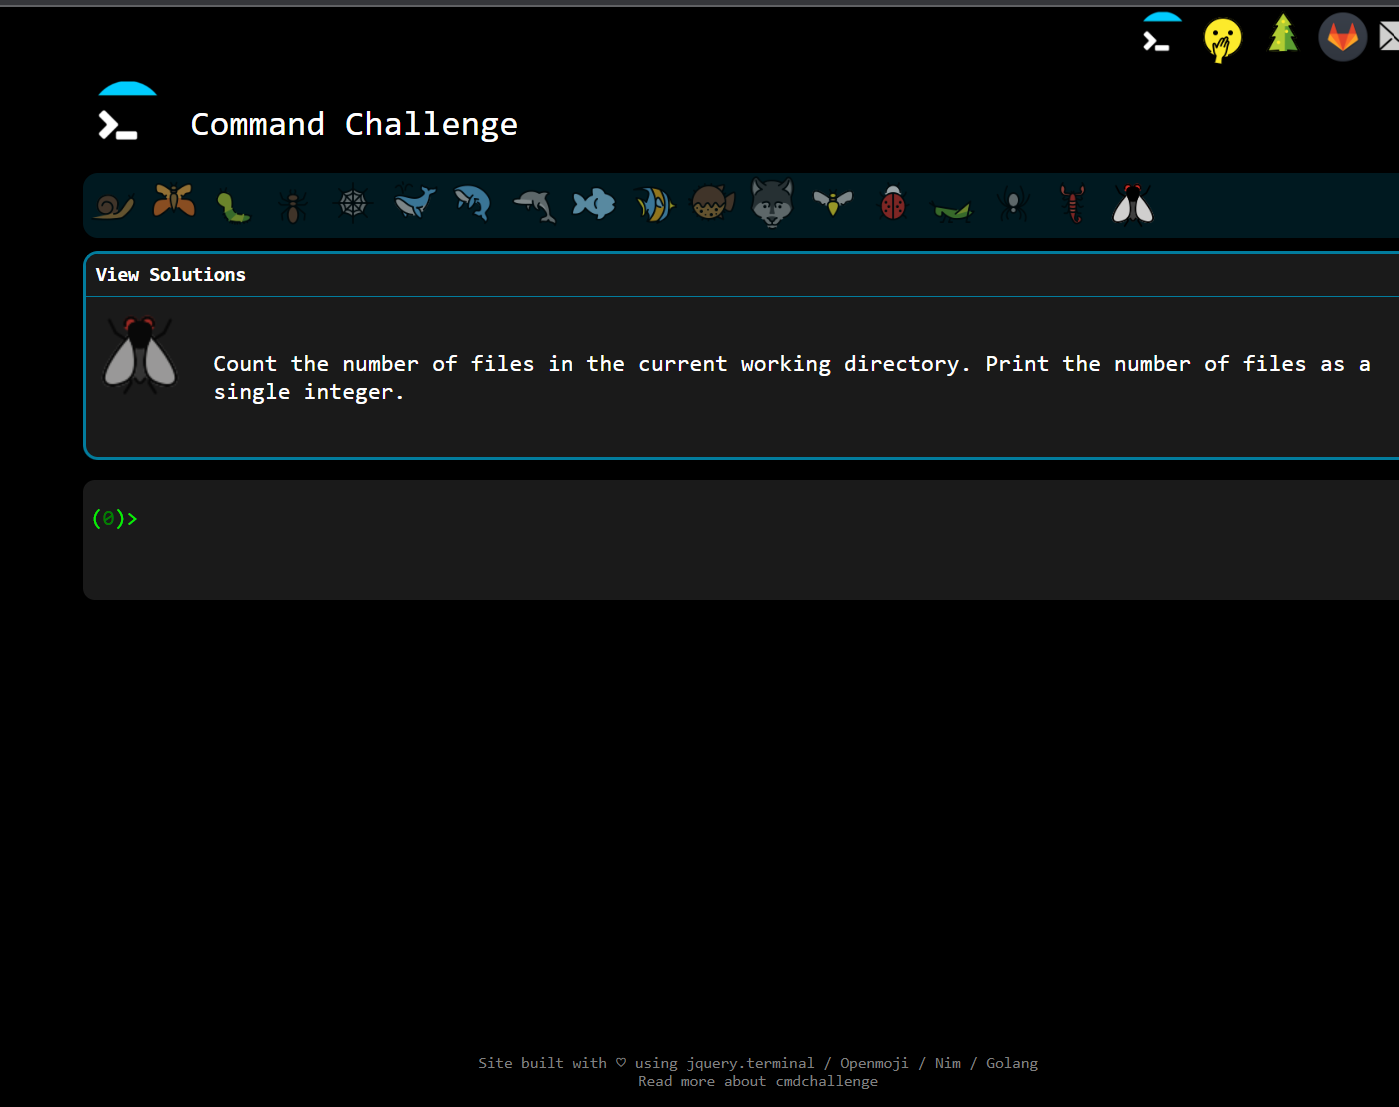 Command Challenge
View Solutions
Count the number of files in the current working directory. Print the number of files as a
single integer.
(0)>
Site built with ♡ using jquery.terminal / Openmoji / Nim / Golang
Read more about cmdchallenge